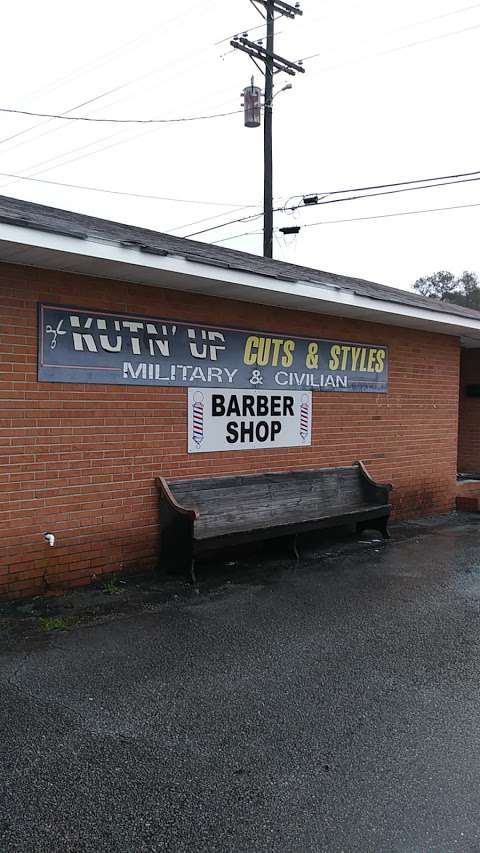 KUTN' UP CUTS & STYLES
MILITARY & CIVILIAN
BARBER
SHOP